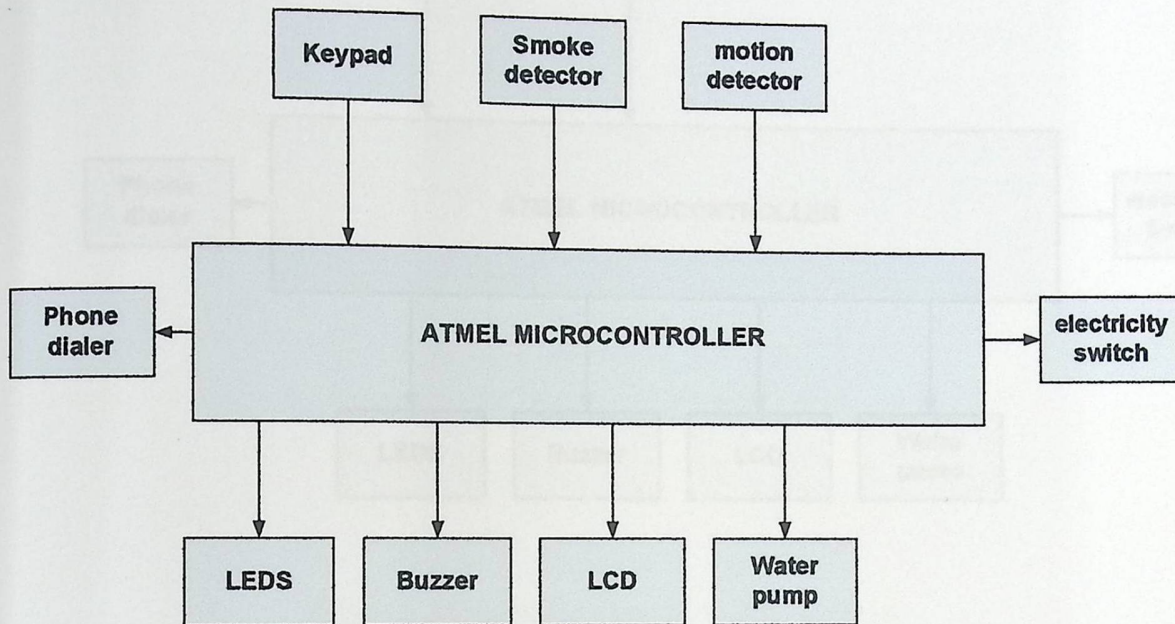 Keypad
Smoke
detector
motion
detector
ATMEL MICROCONTROLLER
Phone
dialer
electricity
switch
LEDS
Buzzer
LCD
Water
pump